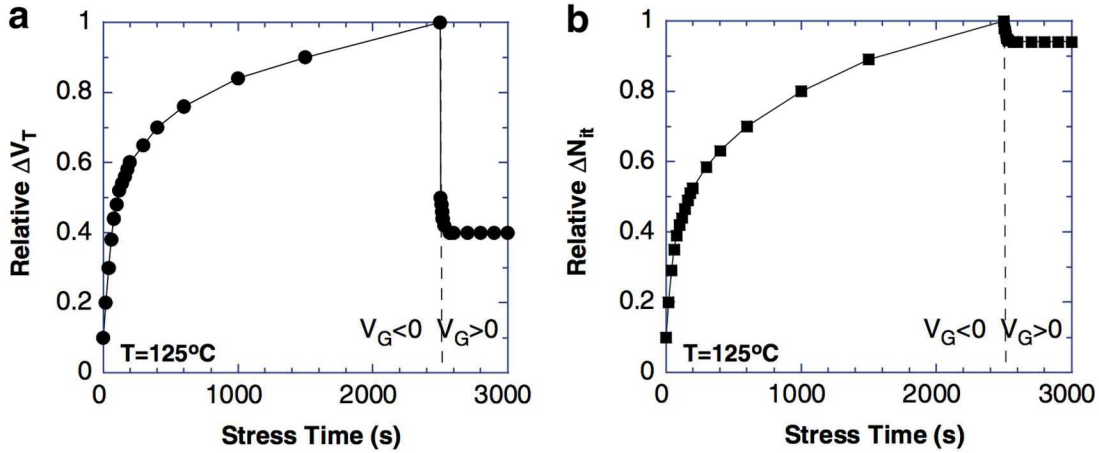 a
1
0.8
0.6
0.4
0.2
0
Relative ΔV_T
V_G<0 V_G>0
T=125ºC
0 1000 2000 3000
Stress Time (s)
b
1
0.8
0.6
0.4
0.2
0
Relative ΔN_it
V_G<0 V_G>0
T=125ºC
0 1000 2000 3000
Stress Time (s)